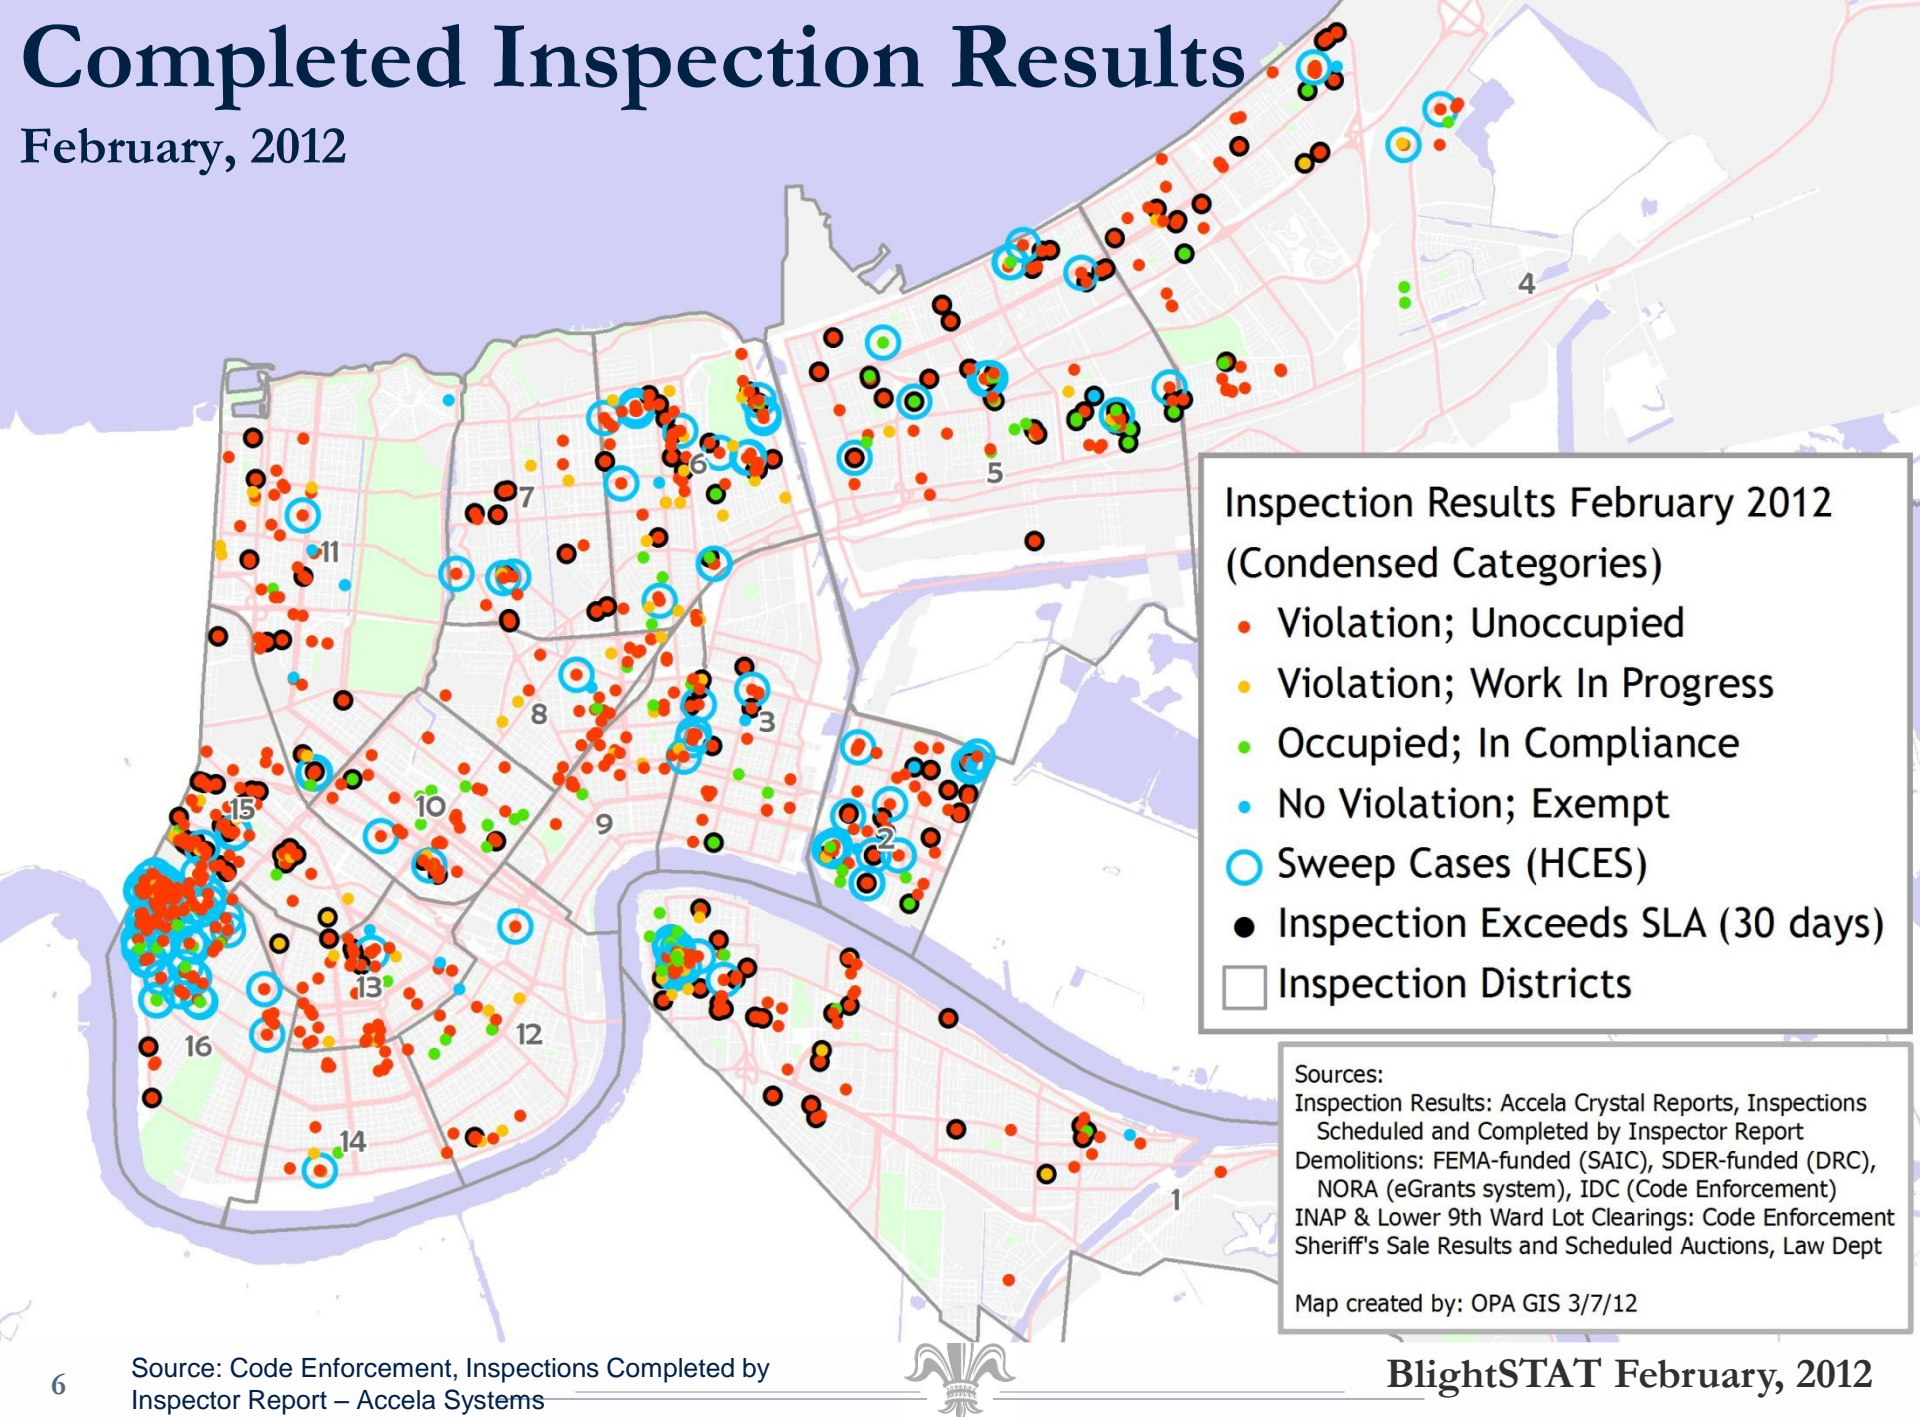 Completed Inspection Results
February, 2012
4
5
6
7
11
8
3
15
10
9
2
13
16
12
14
1
Inspection Results February 2012
(Condensed Categories)
Violation; Unoccupied
Violation; Work In Progress
Occupied; In Compliance
No Violation; Exempt
Sweep Cases (HCES)
Inspection Exceeds SLA (30 days)
Inspection Districts
Sources:
Inspection Results: Accela Crystal Reports, Inspections
Scheduled and Completed by Inspector Report
Demolitions: FEMA-funded (SAIC), SDER-funded (DRC),
NORA (eGrants system), IDC (Code Enforcement)
INAP & Lower 9th Ward Lot Clearings: Code Enforcement
Sheriff's Sale Results and Scheduled Auctions, Law Dept
Map created by: OPA GIS 3/7/12
6
Source: Code Enforcement, Inspections Completed by
Inspector Report – Accela Systems
BlightSTAT February, 2012